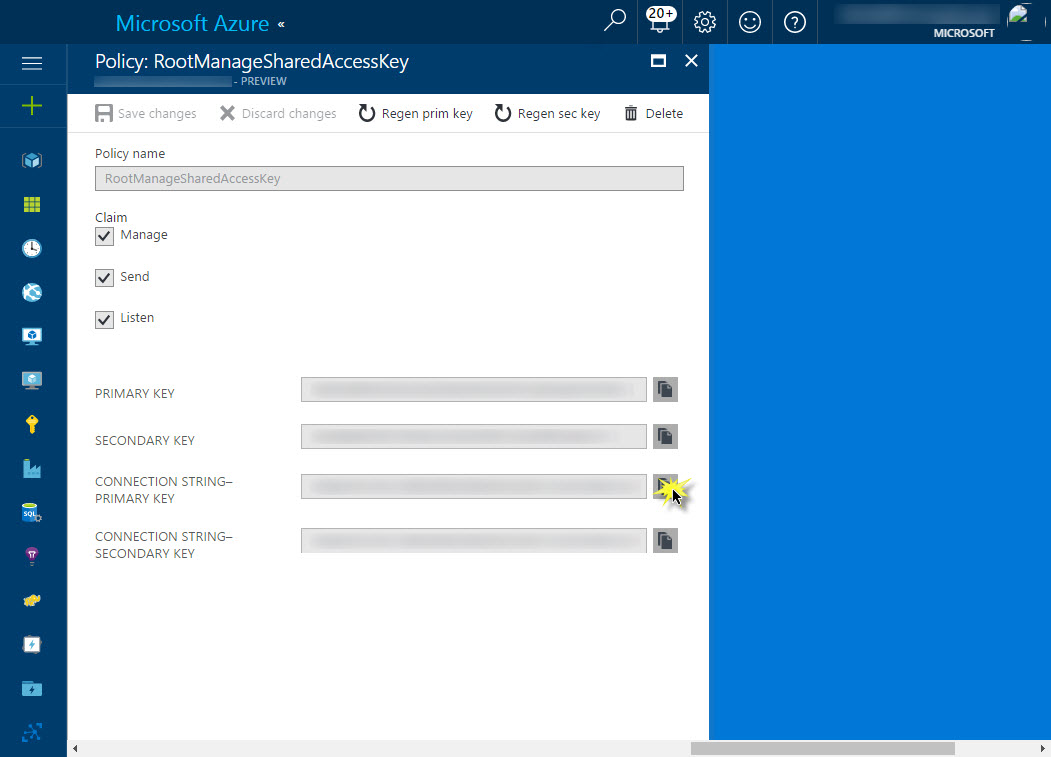 Microsoft Azure «
20+
MICROSOFT
Policy: RootManageSharedAccessKey
- PREVIEW
Save changes
Discard changes
Regen prim key
Regen sec key
Delete
Policy name
RootManageSharedAccessKey
Claim
Manage
Send
Listen
PRIMARY KEY
SECONDARY KEY
CONNECTION STRING–
PRIMARY KEY
CONNECTION STRING–
SECONDARY KEY
SQL